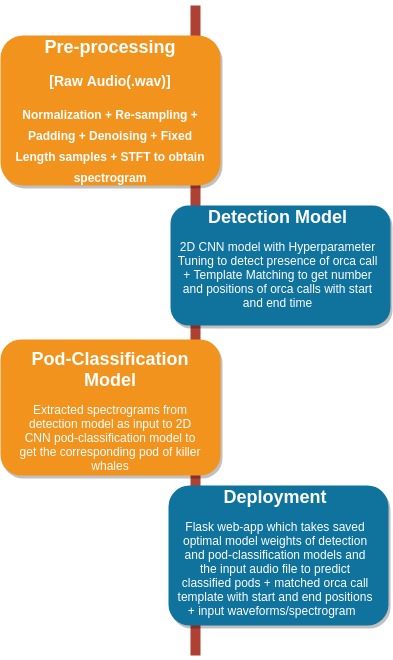 Pre-processing
[Raw Audio(.wav)]
Normalization + Re-sampling +
Padding + Denoising + Fixed
Length samples + STFT to obtain
spectrogram
Detection Model
2D CNN model with Hyperparameter
Tuning to detect presence of orca call
+ Template Matching to get number
and positions of orca calls with start
and end time
Pod-Classification
Model
Extracted spectrograms from
detection model as input to 2D
CNN pod-classification model to
get the corresponding pod of killer
whales
Deployment
Flask web-app which takes saved
optimal model weights of detection
and pod-classification models and
the input audio file to predict
classified pods + matched orca call
template with start and end positions
+ input waveforms/spectrogram